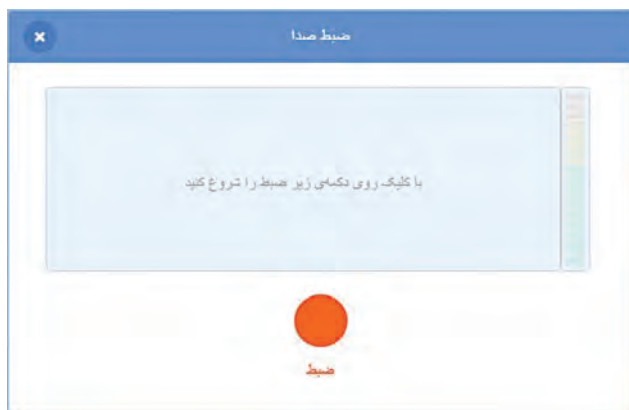 ضبط صدا
با کلیک روی دکمه‌ی زیر ضبط را شروع کنید
ضبط